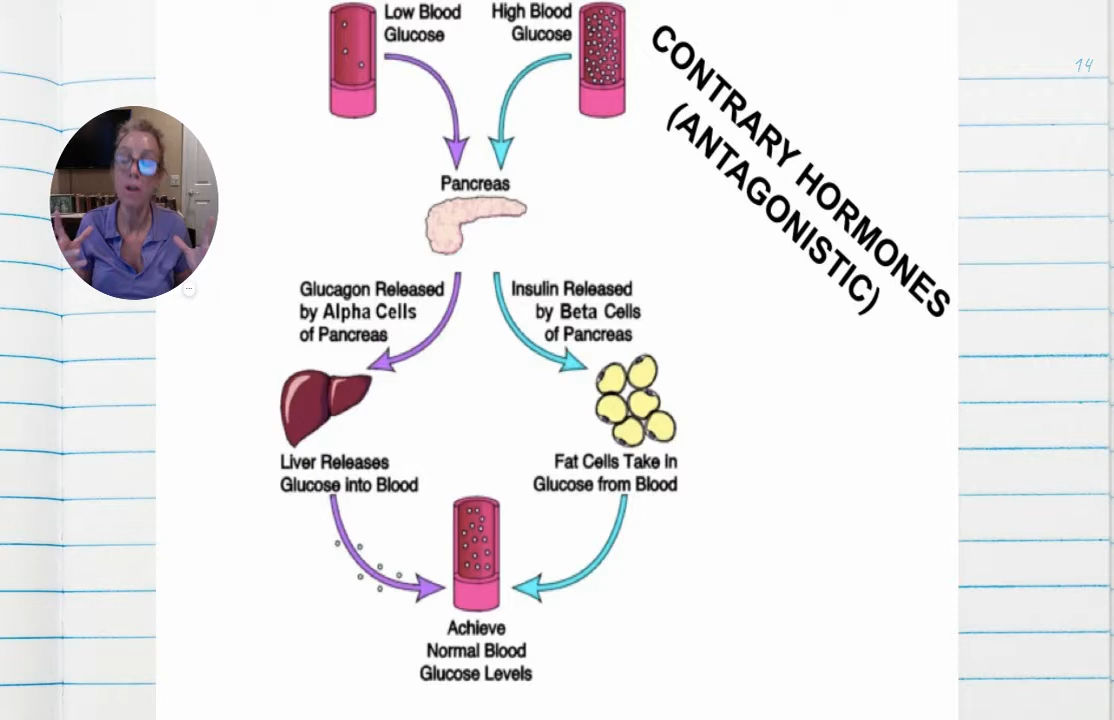 Low Blood
Glucose
High Blood
Glucose
CONTRARY HORMONES
(ANTAGONISTIC)
14
Pancreas
Glucagon Released
by Alpha Cells
of Pancreas
Insulin Released
by Beta Cells
of Pancreas
Liver Releases
Glucose into Blood
Fat Cells Take in
Glucose from Blood
Achieve
Normal Blood
Glucose Levels